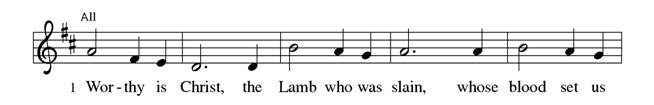 All
1 Wor - thy is Christ, the Lamb who was slain, whose blood set us